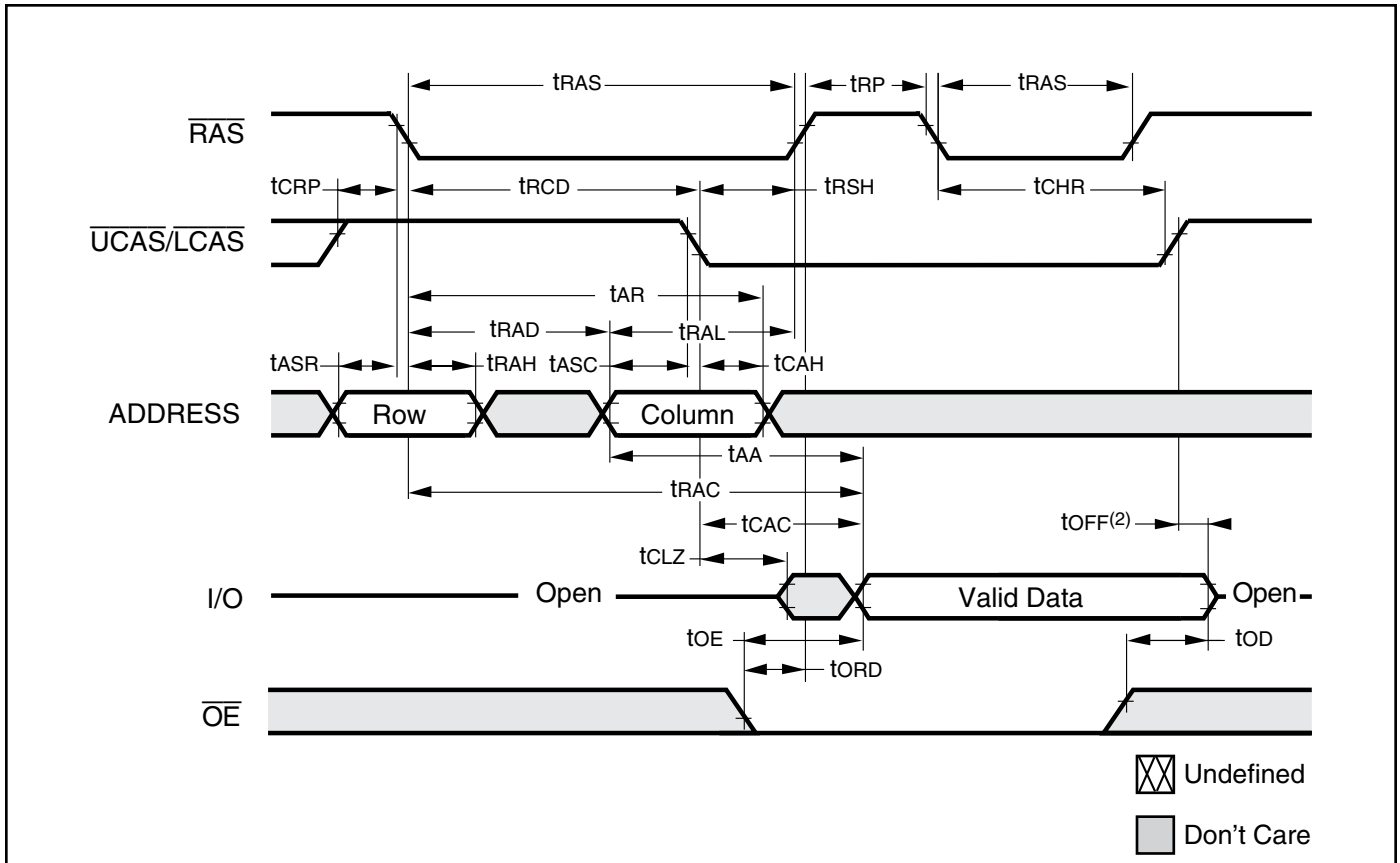 tRAS tRP tRAS
RAS
tCRP tRCD tRSH tCHR
UCAS/LCAS
tAR
tRAD tRAL
tASR tRAH tASC tCAH
ADDRESS Row Column
tAA
tRAC
tCAC tOFF(2)
tCLZ
I/O Open Valid Data Open
tOE tOD
tORD
OE
Undefined
Don't Care